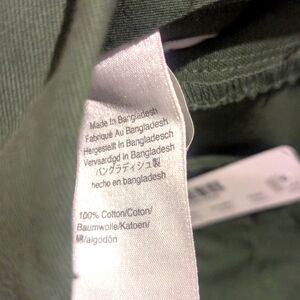 Made In Bangladesh
Fabriqué Au Bangladesh
Hergestellt In Bangladesch
Vervaardigd In Bangladesh
バングラディシュ製
hecho en bangladesh
100% Cotton/Coton/
Baumwolle/Katoen/
綿/algodón